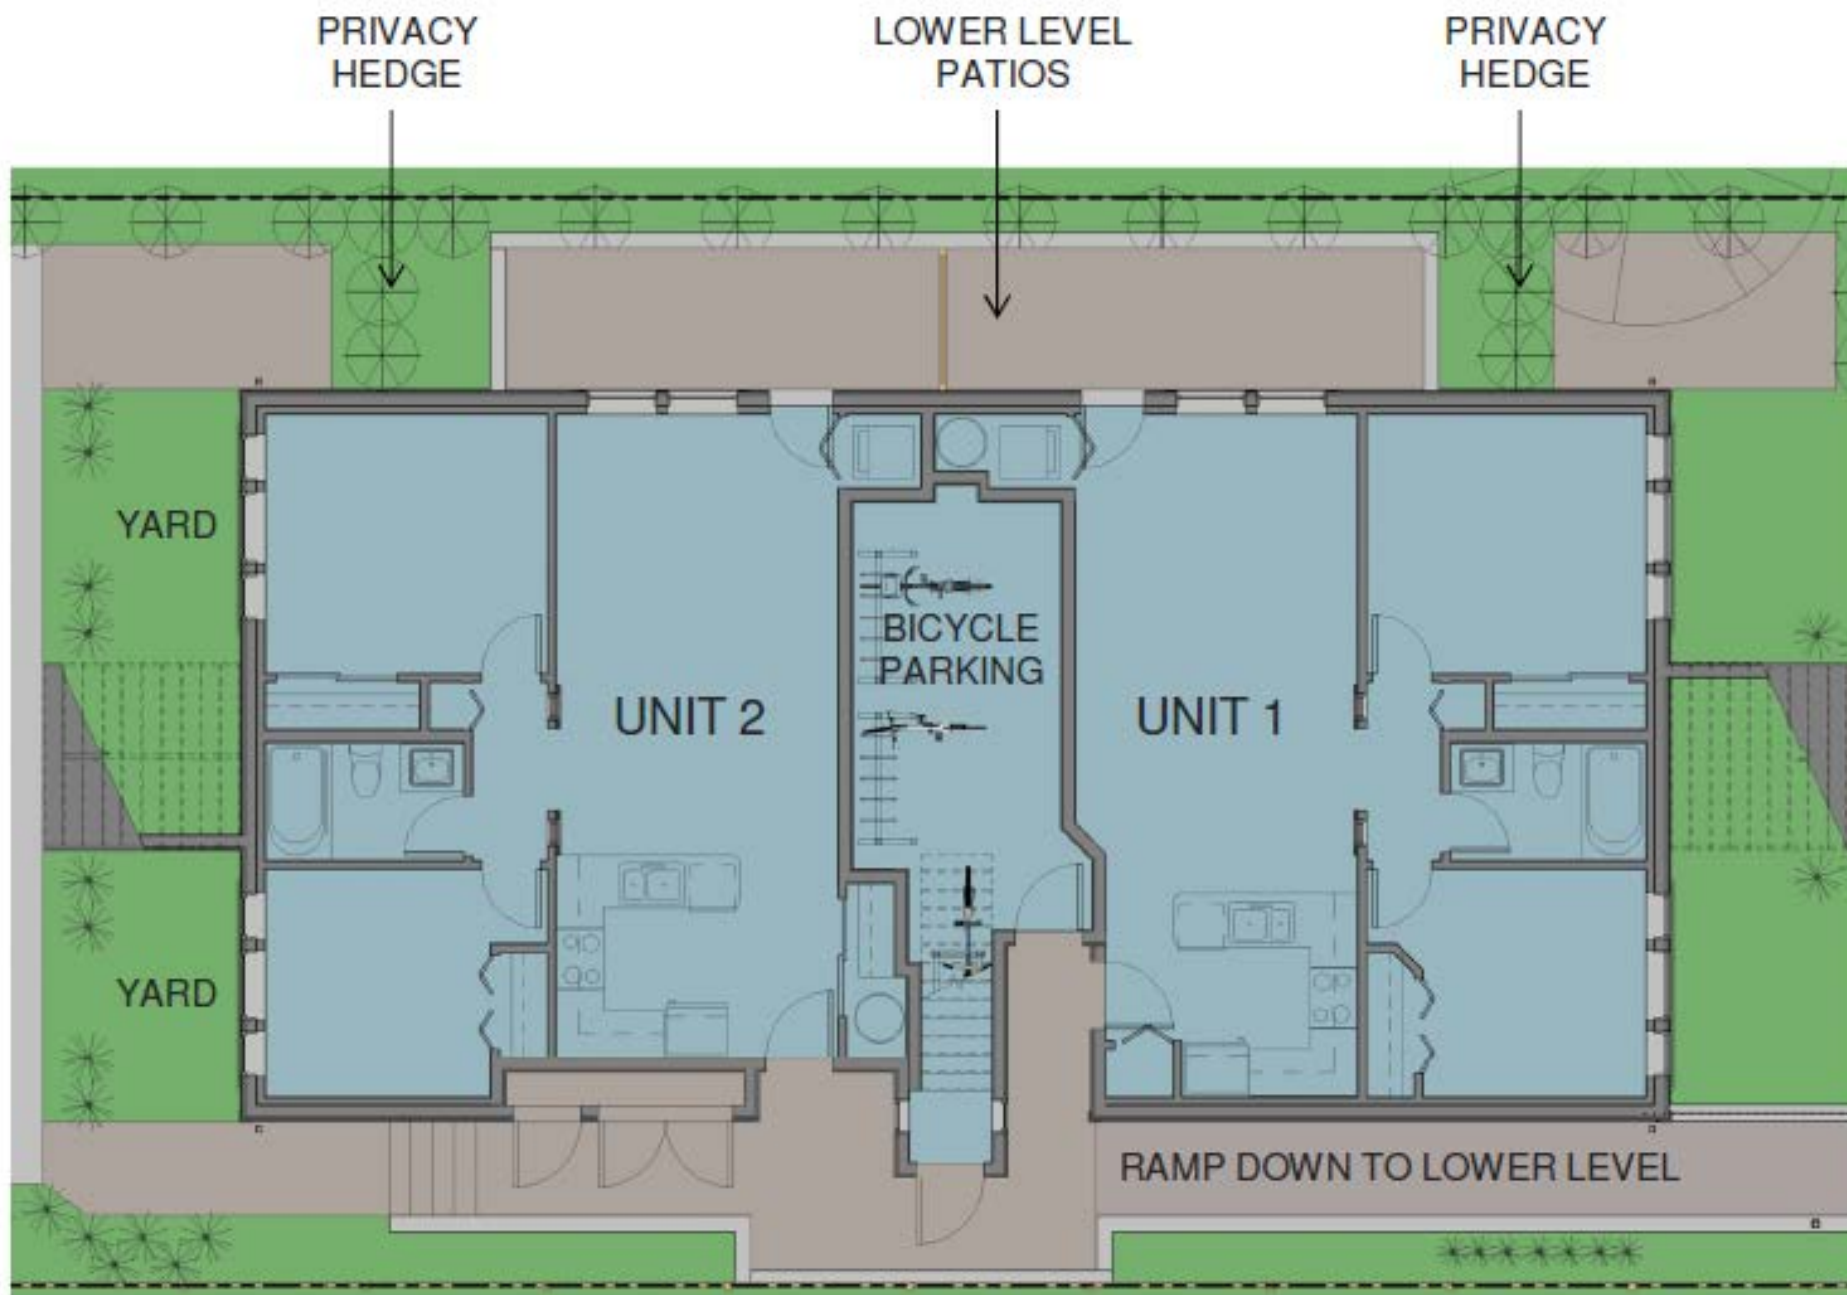 PRIVACY
HEDGE
LOWER LEVEL
PATIOS
PRIVACY
HEDGE
YARD
BICYCLE
PARKING
UNIT 2
UNIT 1
YARD
RAMP DOWN TO LOWER LEVEL